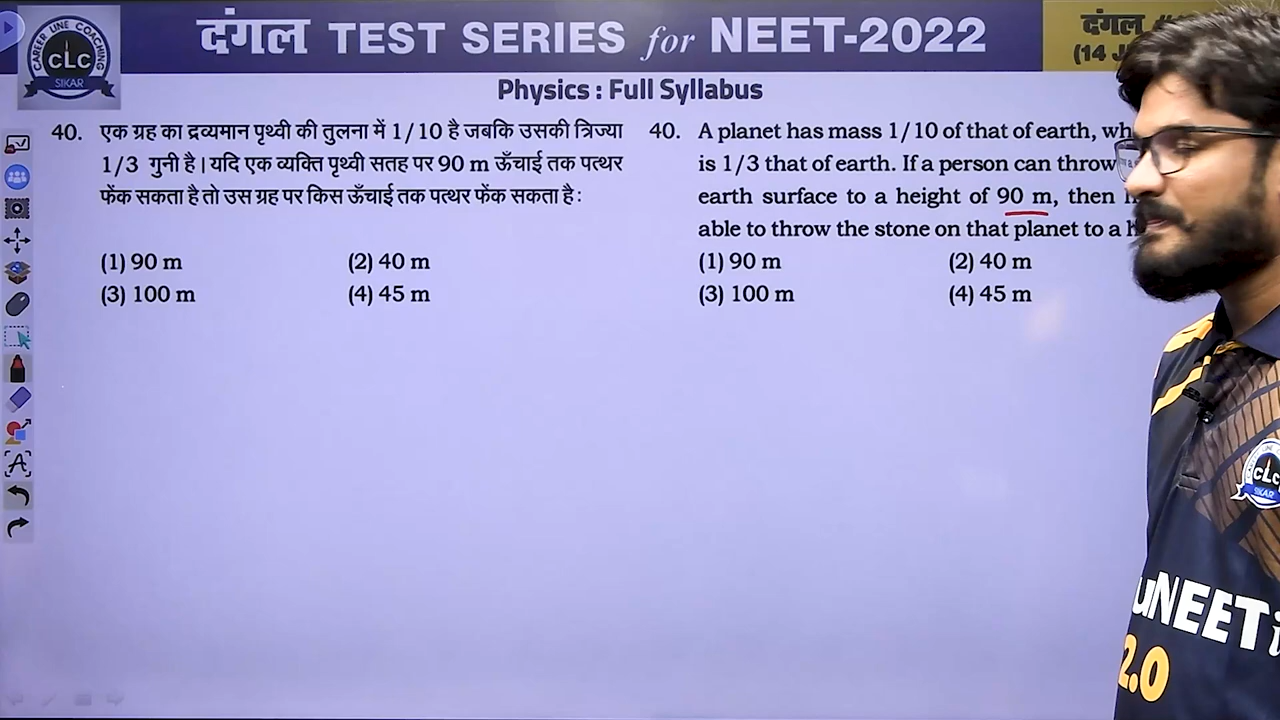 दंगल TEST SERIES for NEET-2022
दंगल
(14 J
CAREER LINE COACHING
CLC
SIKAR
Physics : Full Syllabus
40. एक ग्रह का द्रव्यमान पृथ्वी की तुलना में 1/10 है जबकि उसकी त्रिज्या
1/3 गुनी है। यदि एक व्यक्ति पृथ्वी सतह पर 90 m ऊँचाई तक पत्थर
फेंक सकता है तो उस ग्रह पर किस ऊँचाई तक पत्थर फेंक सकता है :
(1) 90 m (2) 40 m
(3) 100 m (4) 45 m
40. A planet has mass 1/10 of that of earth, wh
is 1/3 that of earth. If a person can throw
earth surface to a height of 90 m, then
able to throw the stone on that planet to a h
(1) 90 m (2) 40 m
(3) 100 m (4) 45 m
CLC
SIKAR
uNEETi
2.0